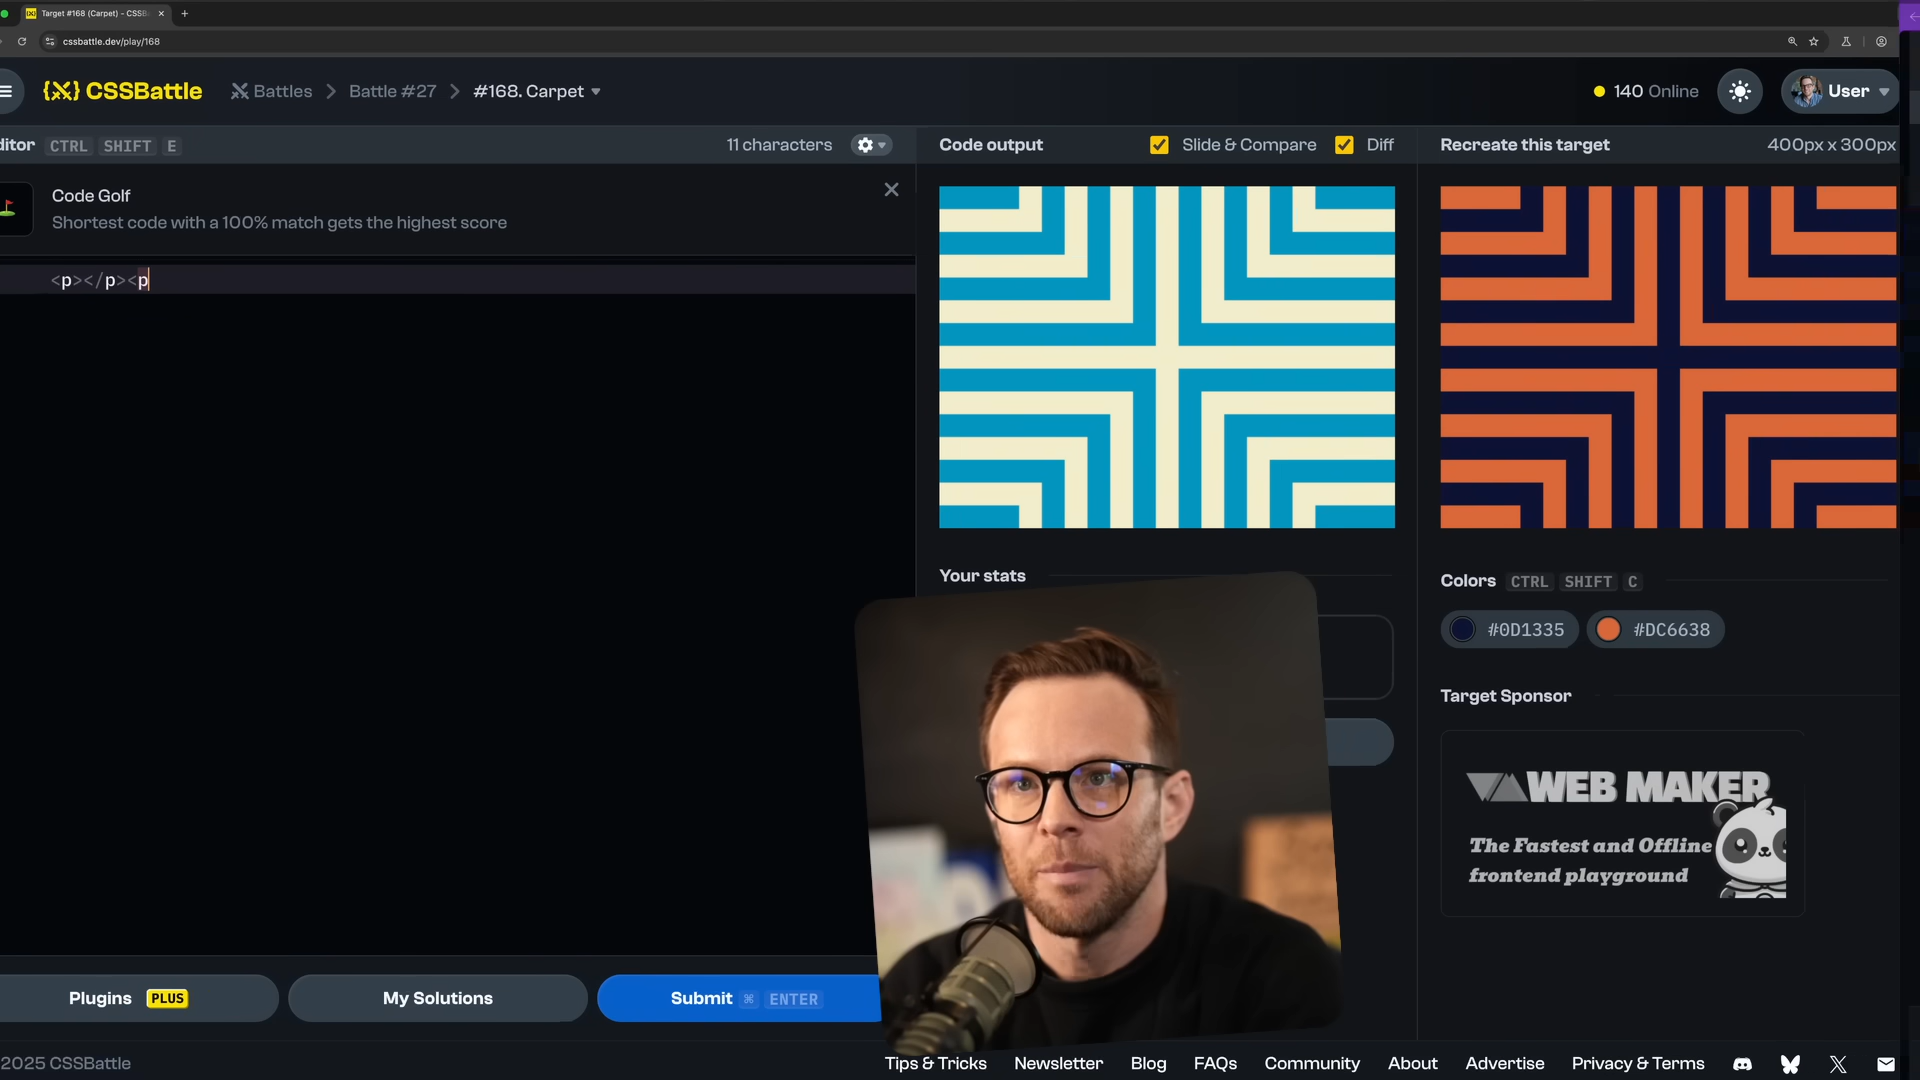 Target #168 (Carpet) - CSSB
cssbattle.dev/play/168
CSSBattle
Battles
Battle #27
#168. Carpet
140 Online
User
ditor CTRL SHIFT E
11 characters
Code output
Slide & Compare
Diff
Recreate this target
400px x 300px
Code Golf
Shortest code with a 100% match gets the highest score
<p></p><p
Your stats
Colors CTRL SHIFT C
#0D1335
#DC6638
Target Sponsor
WEB MAKER
The Fastest and Offline
frontend playground
Plugins PLUS
My Solutions
Submit ⌘ ENTER
2025 CSSBattle
Tips & Tricks
Newsletter
Blog
FAQs
Community
About
Advertise
Privacy & Terms